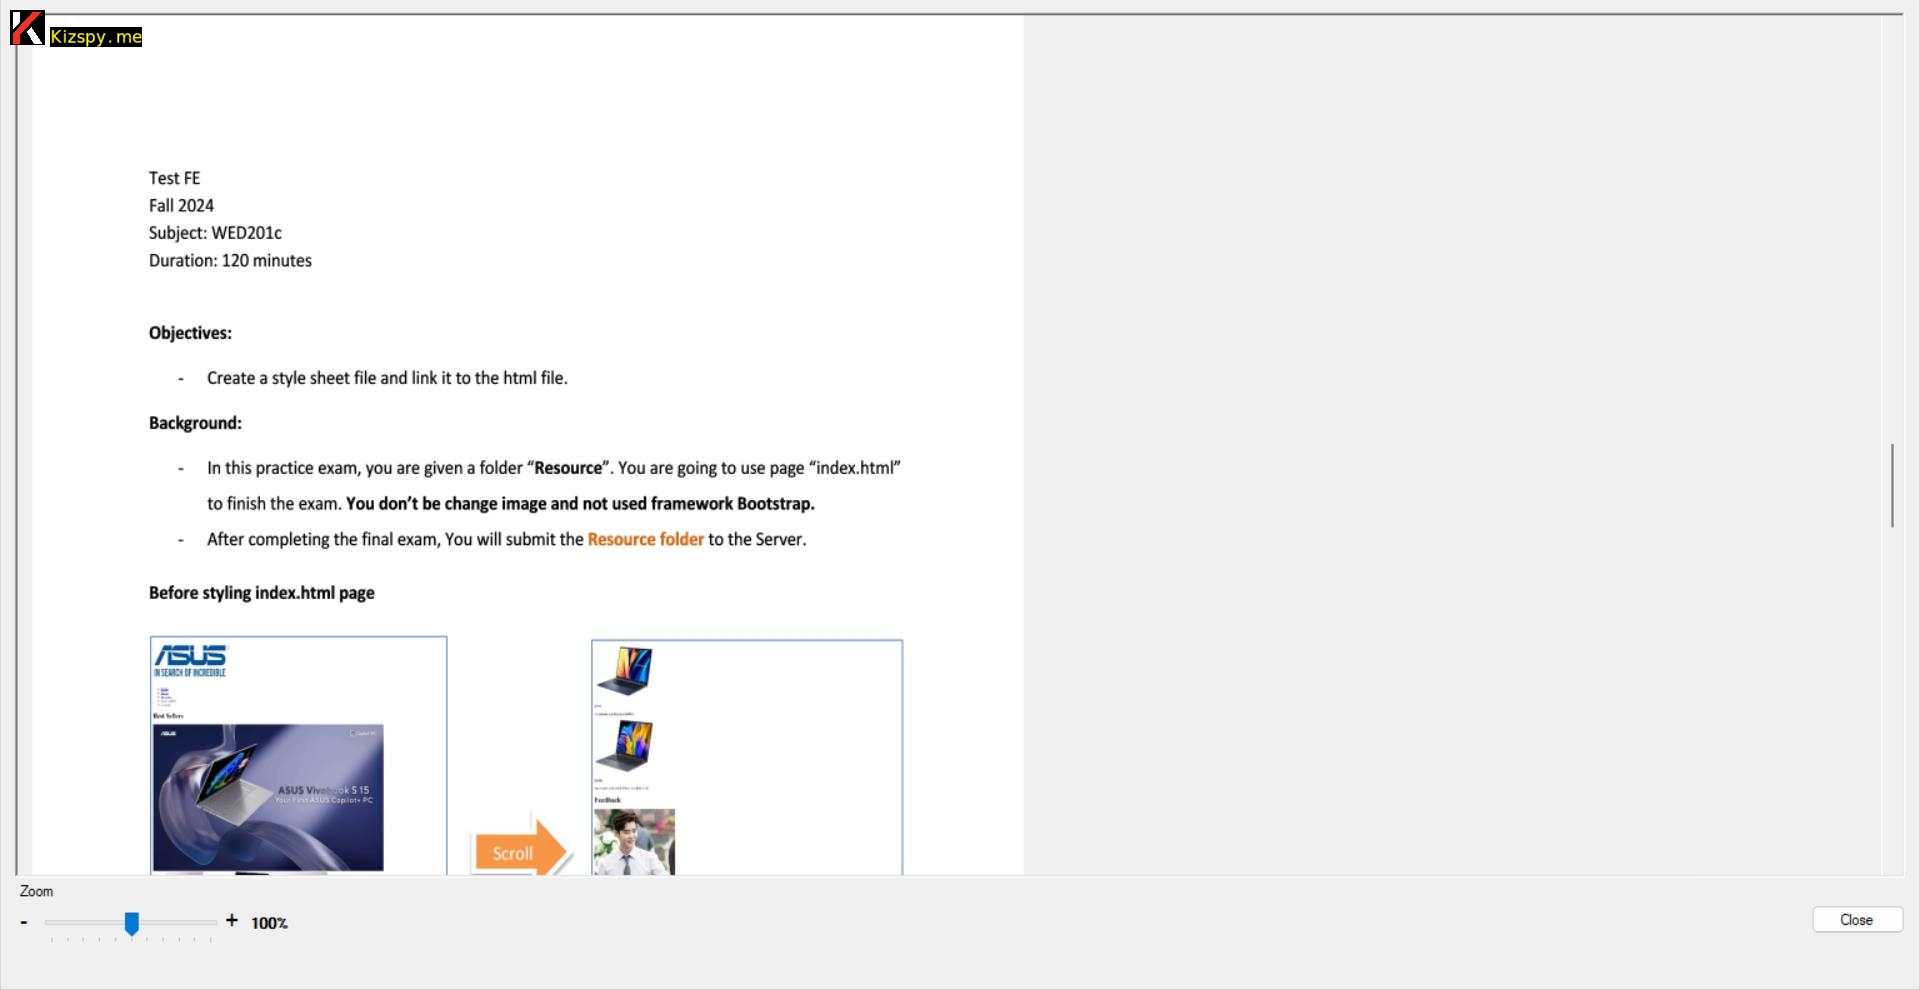 Kizspy.me
Test FE
Fall 2024
Subject: WED201c
Duration: 120 minutes
Objectives:
- Create a style sheet file and link it to the html file.
Background:
- In this practice exam, you are given a folder “Resource”. You are going to use page “index.html”
to finish the exam. You don’t be change image and not used framework Bootstrap.
- After completing the final exam, You will submit the Resource folder to the Server.
Before styling index.html page
ASUS
IN SEARCH OF INCREDIBLE
Best Sellers
ASUS
ASUS Vivobook S 15
Your First ASUS Copilot+ PC
Scroll
Feedback
Zoom
- + 100%
Close